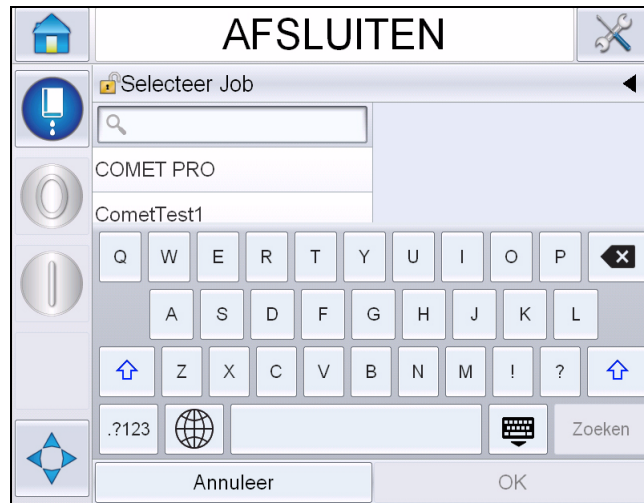 AFSLUITEN
Selecteer Job
COMET PRO
CometTest1
Q W E R T Y U I O P
A S D F G H J K L
Z X C V B N M ! ?
.?123 Zoeken
Annuleer OK